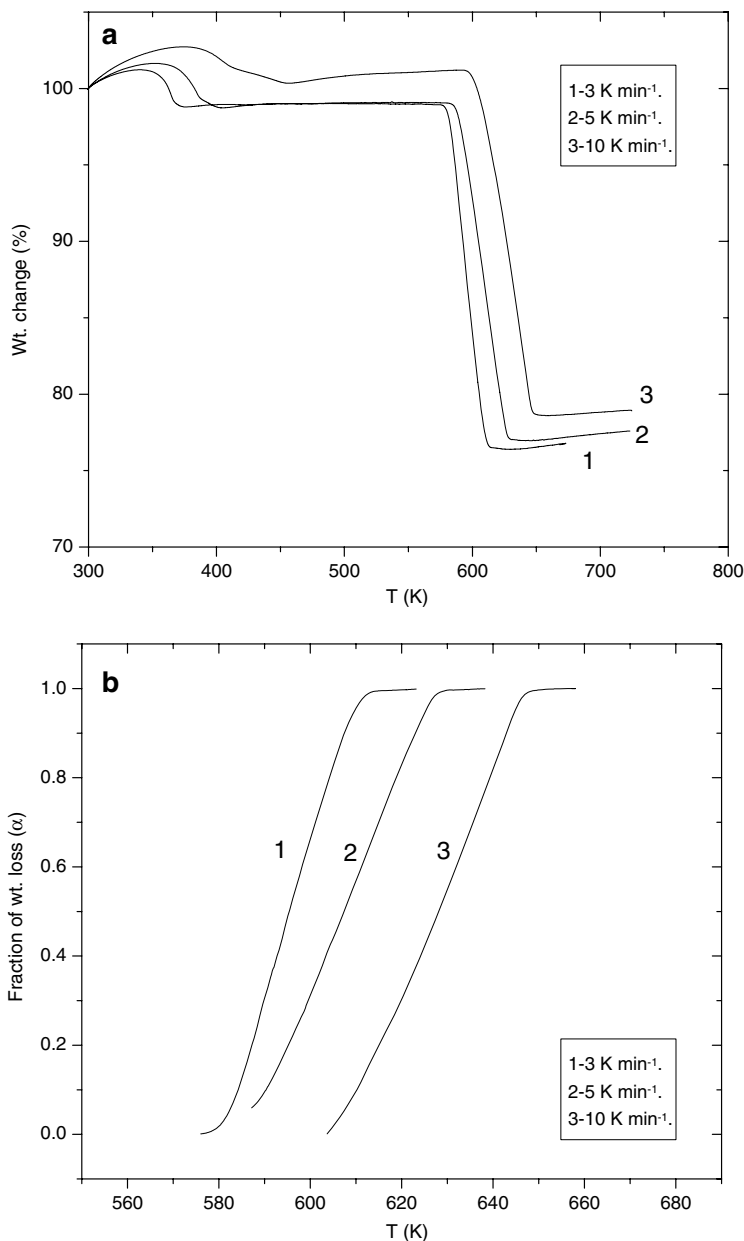 a
100
90
80
70
Wt. change (%)
1-3 K min⁻¹.
2-5 K min⁻¹.
3-10 K min⁻¹.
3
2
1
300 400 500 600 700 800
T (K)
b
1.0
0.8
0.6
0.4
0.2
0.0
Fraction of wt. loss (α)
1 2 3
1-3 K min⁻¹.
2-5 K min⁻¹.
3-10 K min⁻¹.
560 580 600 620 640 660 680
T (K)